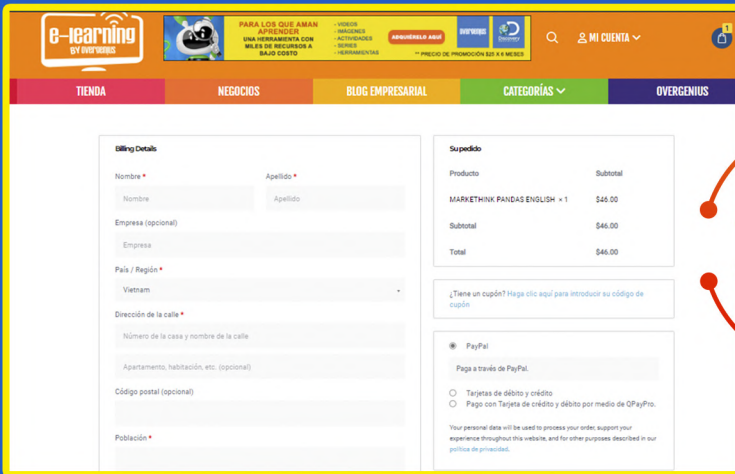 e-learning
BY OVERGENIUS
PARA LOS QUE AMAN
APRENDER
UNA HERRAMIENTA CON
MILES DE RECURSOS A
BAJO COSTO
- VIDEOS
- IMÁGENES
- ACTIVIDADES
- SERIES
- HERRAMIENTAS
ADQUIÉRELO AQUÍ
OVERGENIUS
Discovery
** PRECIO DE PROMOCIÓN $25 X 6 MESES
MI CUENTA
1
TIENDA
NEGOCIOS
BLOG EMPRESARIAL
CATEGORÍAS
OVERGENIUS
Billing Details
Nombre *
Apellido *
Nombre
Apellido
Empresa (opcional)
Empresa
País / Región *
Vietnam
Dirección de la calle *
Número de la casa y nombre de la calle
Apartamento, habitación, etc. (opcional)
Código postal (opcional)
Población *
Su pedido
Producto Subtotal
MARKETHINK PANDAS ENGLISH × 1 $46.00
Subtotal $46.00
Total $46.00
¿Tiene un cupón? Haga clic aquí para introducir su código de
cupón
PayPal
Paga a través de PayPal.
Tarjetas de débito y crédito
Pago con Tarjeta de crédito y débito por medio de QPayPro.
Your personal data will be used to process your order, support your
experience throughout this website, and for other purposes described in our
política de privacidad.